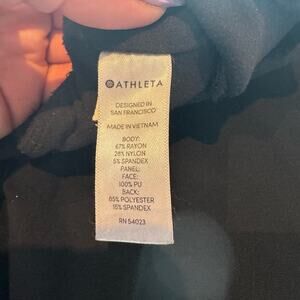 ATHLETA
DESIGNED IN
SAN FRANCISCO
MADE IN VIETNAM
BODY:
67% RAYON
28% NYLON
5% SPANDEX
PANEL:
FACE:
100% PU
BACK:
85% POLYESTER
15% SPANDEX
RN 54023